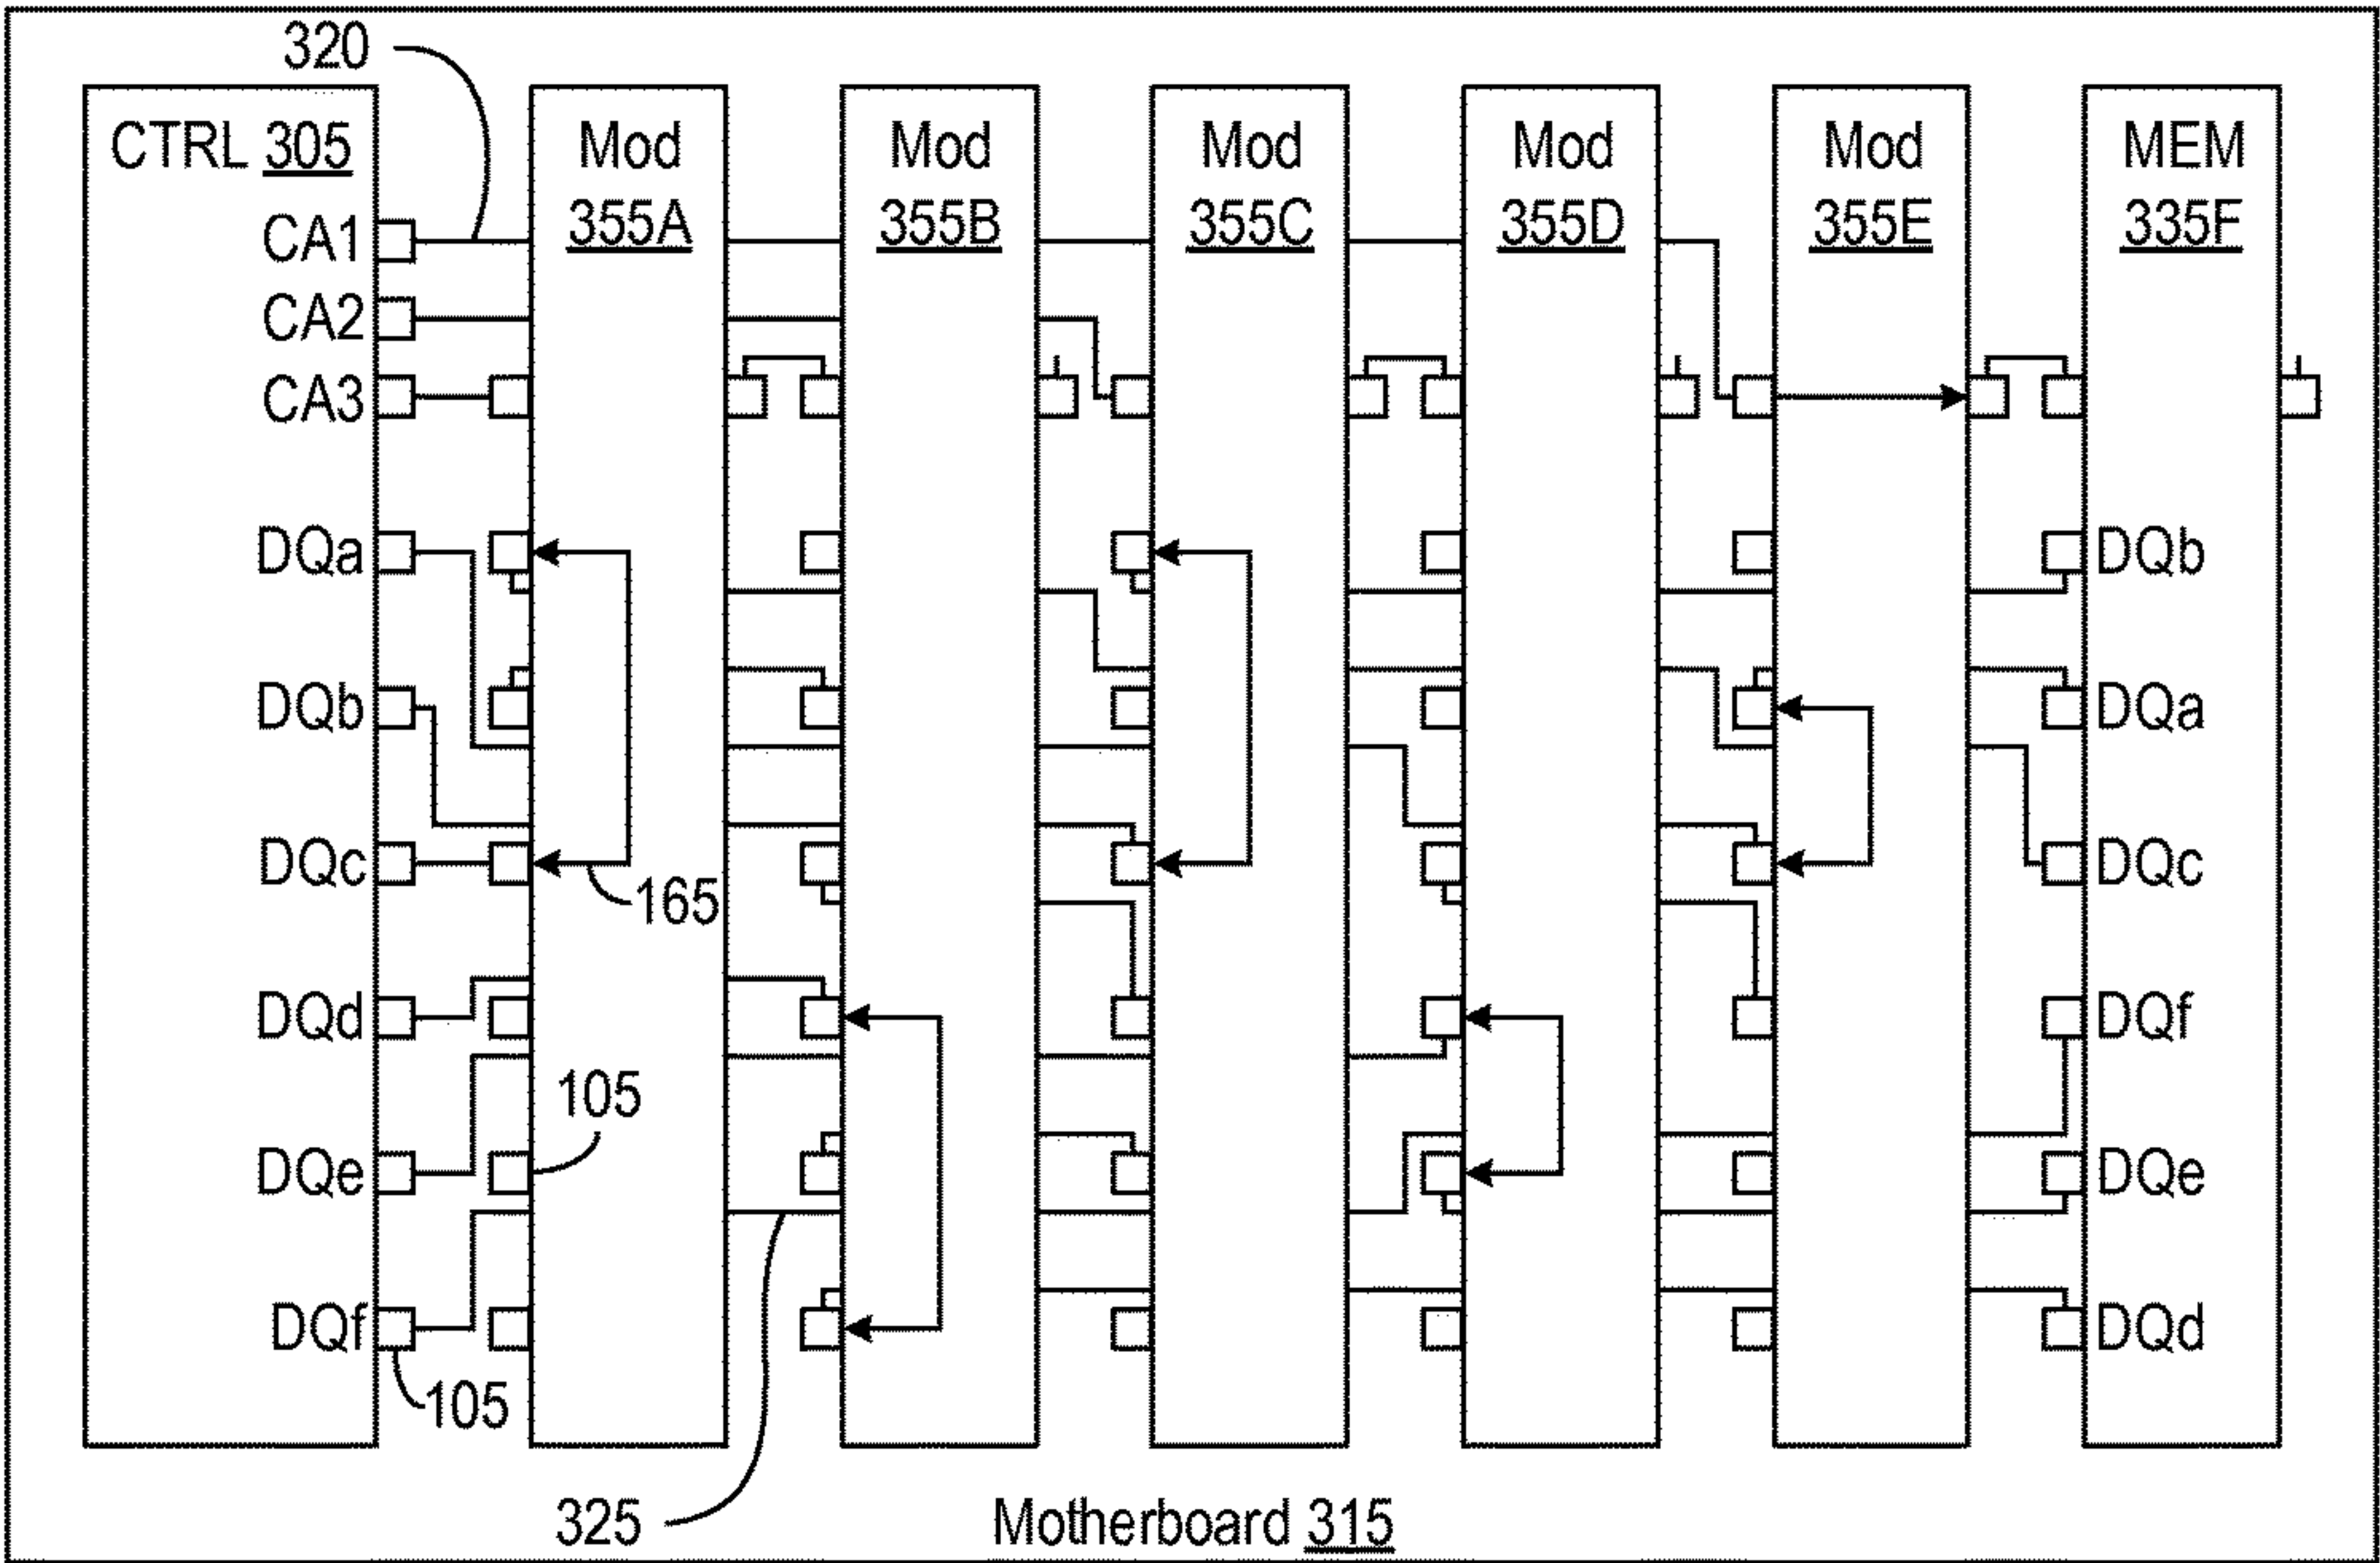 320
CTRL 305
Mod
355A
Mod
355B
Mod
355C
Mod
355D
Mod
355E
MEM
335F
CA1
CA2
CA3
DQa
DQb
DQb
DQa
DQc
165
DQc
DQd
DQf
105
DQe
DQe
DQf
DQd
105
325
Motherboard 315